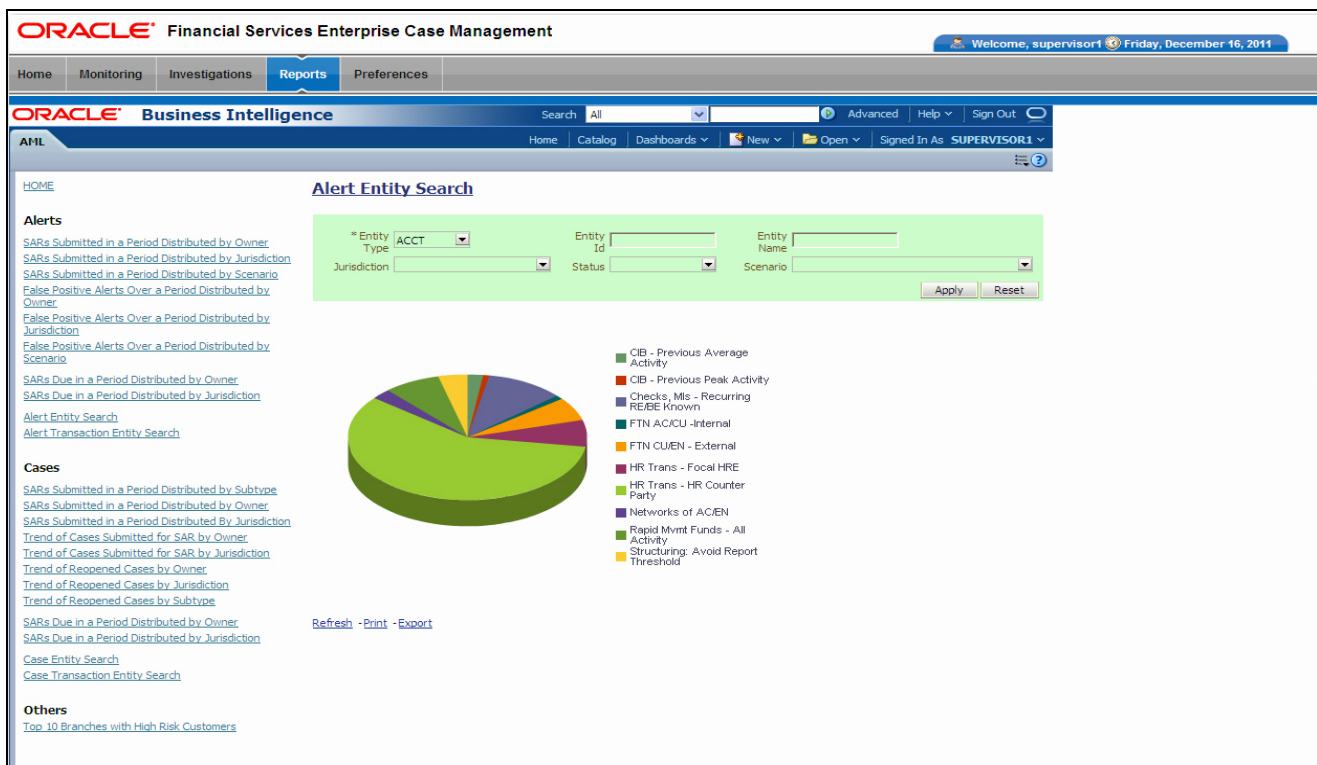 ORACLE Financial Services Enterprise Case Management
Welcome, supervisor1 Friday, December 16, 2011
Home Monitoring Investigations Reports Preferences
ORACLE Business Intelligence
Search All Advanced Help Sign Out
AML
Home Catalog Dashboards New Open Signed In As SUPERVISOR1
HOME
Alerts
SARs Submitted in a Period Distributed by Owner
SARs Submitted in a Period Distributed by Jurisdiction
SARs Submitted in a Period Distributed by Scenario
False Positive Alerts Over a Period Distributed by
Owner
False Positive Alerts Over a Period Distributed by
Jurisdiction
False Positive Alerts Over a Period Distributed by
Scenario
SARs Due in a Period Distributed by Owner
SARs Due in a Period Distributed by Jurisdiction
Alert Entity Search
Alert Transaction Entity Search
Cases
SARs Submitted in a Period Distributed by Subtype
SARs Submitted in a Period Distributed by Owner
SARs Submitted in a Period Distributed By Jurisdiction
Trend of Cases Submitted for SAR by Owner
Trend of Cases Submitted for SAR by Jurisdiction
Trend of Reopened Cases by Owner
Trend of Reopened Cases by Jurisdiction
Trend of Reopened Cases by Subtype
SARs Due in a Period Distributed by Owner
SARs Due in a Period Distributed by Jurisdiction
Case Entity Search
Case Transaction Entity Search
Others
Top 10 Branches with High Risk Customers
Alert Entity Search
* Entity Type ACCT
Entity Id
Entity Name
Jurisdiction
Status
Scenario
Apply Reset
CIB - Previous Average
Activity
CIB - Previous Peak Activity
Checks, MIs - Recurring
RE/BE Known
FTN AC/CU -Internal
FTN CU/EN - External
HR Trans - Focal HRE
HR Trans - HR Counter
Party
Networks of AC/EN
Rapid Mvmt Funds - All
Activity
Structuring: Avoid Report
Threshold
Refresh -Print -Export